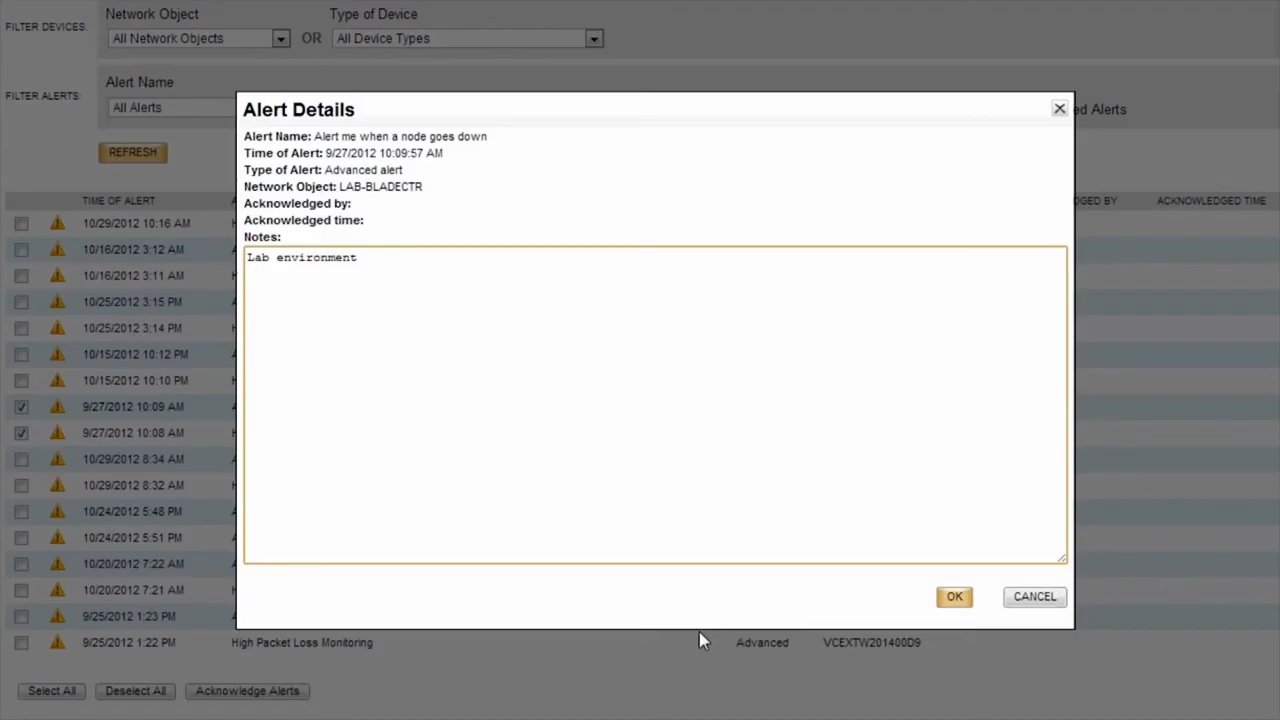 Network Object
Type of Device
FILTER DEVICES:
All Network Objects
OR
All Device Types
Alert Name
FILTER ALERTS:
All Alerts
ed Alerts
REFRESH
Alert Details
Alert Name: Alert me when a node goes down
Time of Alert: 9/27/2012 10:09:57 AM
Type of Alert: Advanced alert
Network Object: LAB-BLADECTR
Acknowledged by:
Acknowledged time:
Notes:
Lab environment
OK
CANCEL
TIME OF ALERT
DGED BY
ACKNOWLEDGED TIME
10/29/2012 10:16 AM
10/16/2012 3:12 AM
10/16/2012 3:11 AM
10/25/2012 3:15 PM
10/25/2012 3:14 PM
10/15/2012 10:12 PM
10/15/2012 10:10 PM
9/27/2012 10:09 AM
9/27/2012 10:08 AM
10/29/2012 8:34 AM
10/29/2012 8:32 AM
10/24/2012 5:48 PM
10/24/2012 5:51 PM
10/20/2012 7:22 AM
10/20/2012 7:21 AM
9/25/2012 1:23 PM
9/25/2012 1:22 PM High Packet Loss Monitoring Advanced VCEXTW201400D9
Select All
Deselect All
Acknowledge Alerts